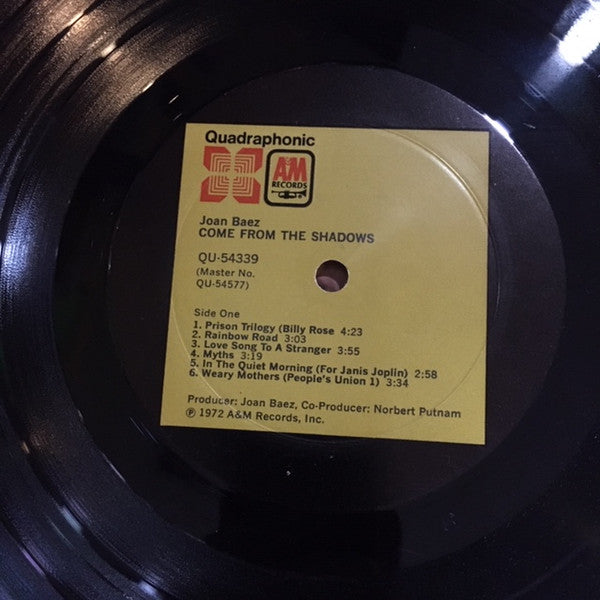 Quadraphonic
A&M
RECORDS
Joan Baez
COME FROM THE SHADOWS
QU-54339
(Master No.
QU-54577)
Side One
1. Prison Trilogy (Billy Rose 4:23
2. Rainbow Road 3:03
3. Love Song To A Stranger 3:55
4. Myths 3:19
5. In The Quiet Morning (For Janis Joplin) 2:58
6. Weary Mothers (People's Union 1) 3:34
Producer: Joan Baez, Co-Producer: Norbert Putnam
℗ 1972 A&M Records, Inc.